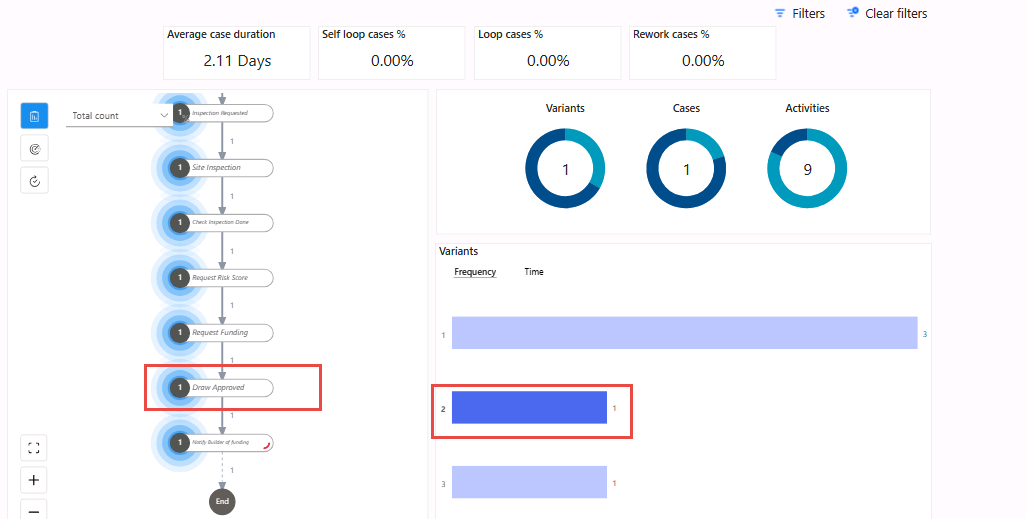 Filters Clear filters
Average case duration
2.11 Days
Self loop cases %
0.00%
Loop cases %
0.00%
Rework cases %
0.00%
Total count
1 Inspection Requested
1
1 Site Inspection
1
1 Check Inspection Done
1
1 Request Risk Score
1
1 Request Funding
1
1 Draw Approved
1
1 Notify Builder of funding
1
End
Variants
1
Cases
1
Activities
9
Variants
Frequency Time
1 3
2 1
3 1